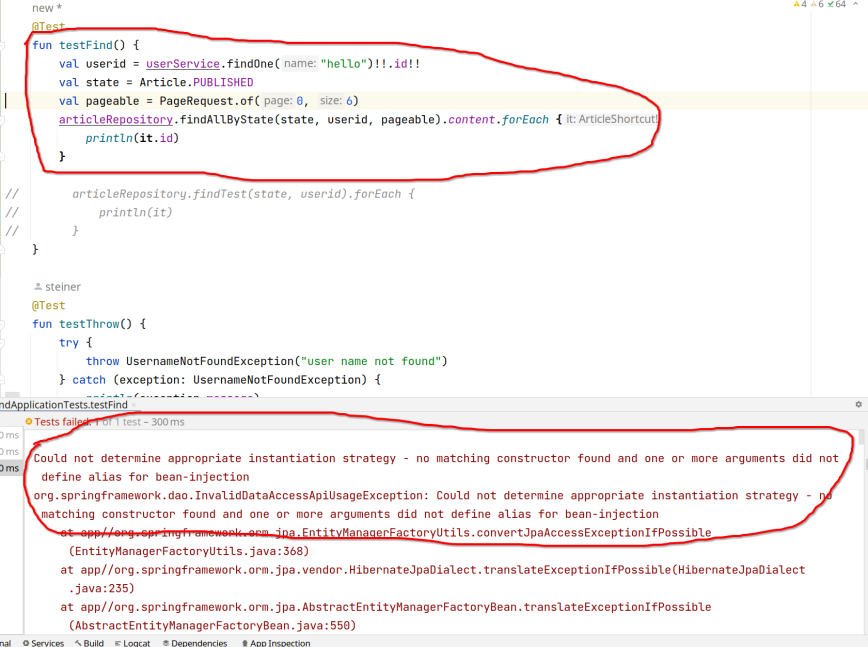 new *
@Test
fun testFind() {
val userid = userService.findOne( name: "hello")!!.id!!
val state = Article.PUBLISHED
val pageable = PageRequest.of( page: 0, size: 6)
articleRepository.findAllByState(state, userid, pageable).content.forEach { it: ArticleShortcut!
println(it.id)
}
// articleRepository.findTest(state, userid).forEach {
// println(it)
// }
}
steiner
@Test
fun testThrow() {
try {
throw UsernameNotFoundException("user name not found")
} catch (exception: UsernameNotFoundException) {
println(exception.message)
4 6 64
ndApplicationTests.testFind
Tests failed: 1 of 1 test – 300 ms
0 ms
0 ms
0 ms
Could not determine appropriate instantiation strategy - no matching constructor found and one or more arguments did not
define alias for bean-injection
org.springframework.dao.InvalidDataAccessApiUsageException: Could not determine appropriate instantiation strategy - no
matching constructor found and one or more arguments did not define alias for bean-injection
at app//org.springframework.orm.jpa.EntityManagerFactoryUtils.convertJpaAccessExceptionIfPossible
(EntityManagerFactoryUtils.java:368)
at app//org.springframework.orm.jpa.vendor.HibernateJpaDialect.translateExceptionIfPossible(HibernateJpaDialect
.java:235)
at app//org.springframework.orm.jpa.AbstractEntityManagerFactoryBean.translateExceptionIfPossible
(AbstractEntityManagerFactoryBean.java:550)
nal Services Build Logcat Dependencies App Inspection